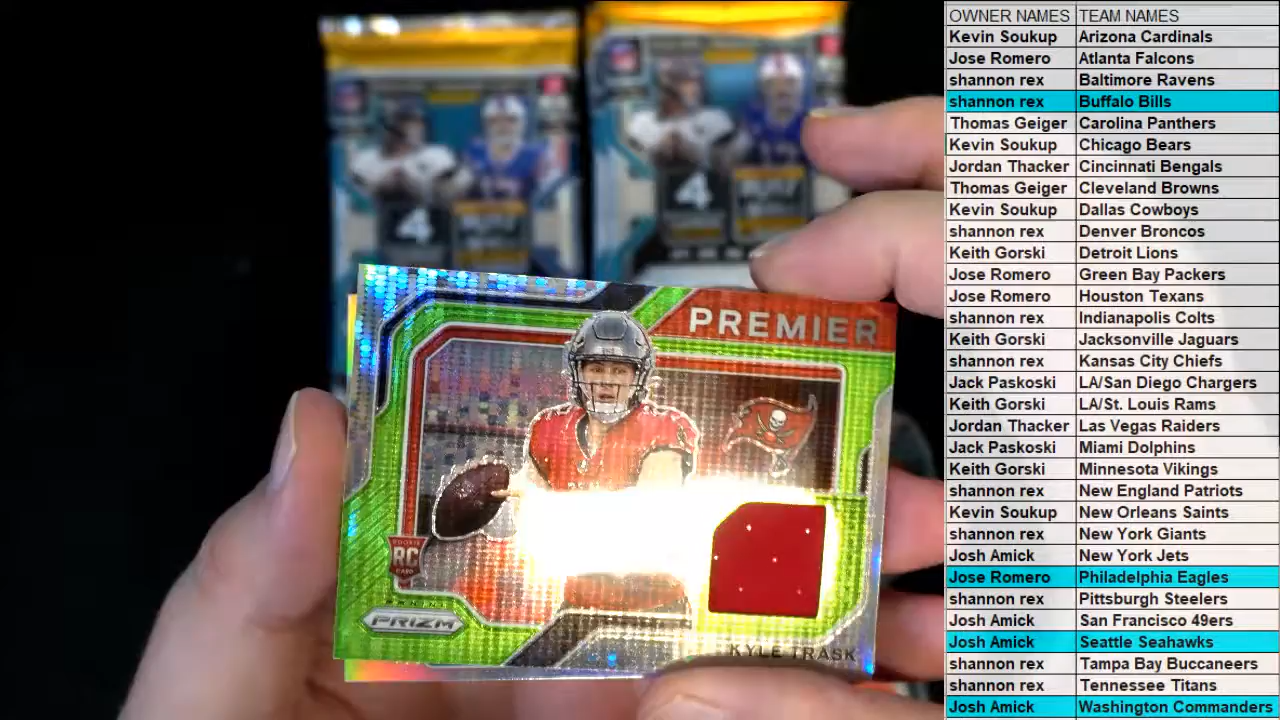 4
4
PREMIER
RC
PRIZM
KYLE TRASK
OWNER NAMES TEAM NAMES
Kevin Soukup Arizona Cardinals
Jose Romero Atlanta Falcons
shannon rex Baltimore Ravens
shannon rex Buffalo Bills
Thomas Geiger Carolina Panthers
Kevin Soukup Chicago Bears
Jordan Thacker Cincinnati Bengals
Thomas Geiger Cleveland Browns
Kevin Soukup Dallas Cowboys
shannon rex Denver Broncos
Keith Gorski Detroit Lions
Jose Romero Green Bay Packers
Jose Romero Houston Texans
shannon rex Indianapolis Colts
Keith Gorski Jacksonville Jaguars
shannon rex Kansas City Chiefs
Jack Paskoski LA/San Diego Chargers
Keith Gorski LA/St. Louis Rams
Jordan Thacker Las Vegas Raiders
Jack Paskoski Miami Dolphins
Keith Gorski Minnesota Vikings
shannon rex New England Patriots
Kevin Soukup New Orleans Saints
shannon rex New York Giants
Josh Amick New York Jets
Jose Romero Philadelphia Eagles
shannon rex Pittsburgh Steelers
Josh Amick San Francisco 49ers
Josh Amick Seattle Seahawks
shannon rex Tampa Bay Buccaneers
shannon rex Tennessee Titans
Josh Amick Washington Commanders